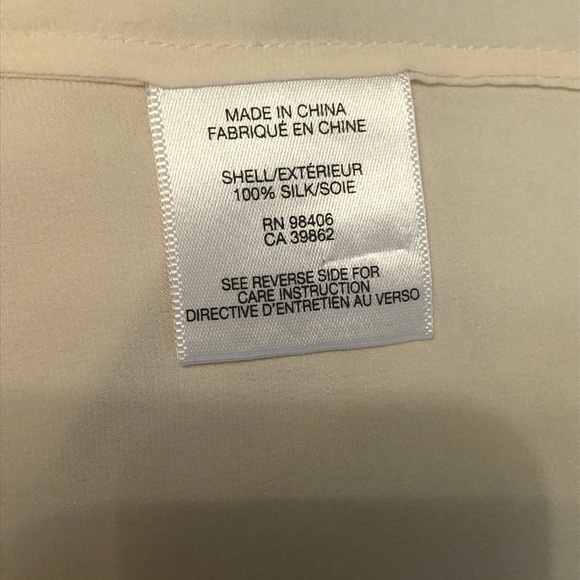 MADE IN CHINA
FABRIQUÉ EN CHINE
SHELL/EXTÉRIEUR
100% SILK/SOIE
RN 98406
CA 39862
SEE REVERSE SIDE FOR
CARE INSTRUCTION
DIRECTIVE D'ENTRETIEN AU VERSO